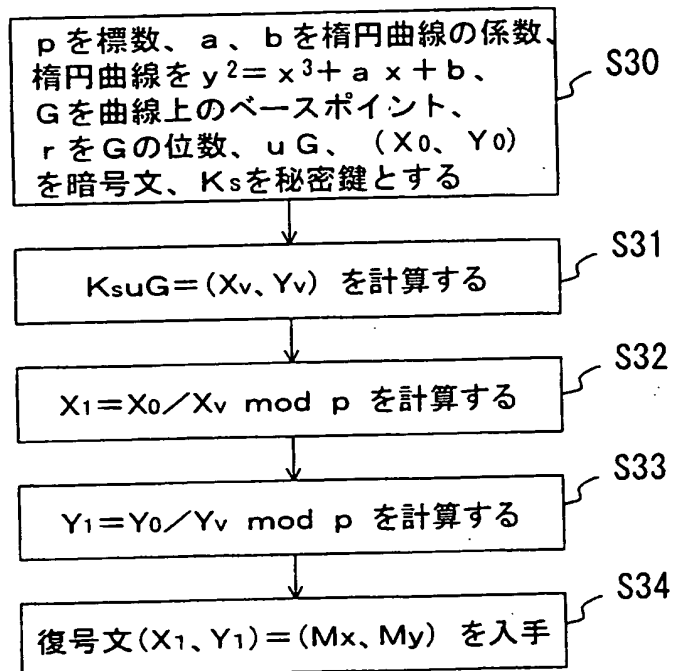 pを標数、a、bを楕円曲線の係数、
楕円曲線をy²=x³+ax+b、
Gを曲線上のベースポイント、
rをGの位数、uG、(X0、Y0)
を暗号文、Ksを秘密鍵とする
S30
KsuG=(Xv、Yv)を計算する
S31
X1=X0/Xv mod p を計算する
S32
Y1=Y0/Yv mod p を計算する
S33
復号文(X1、Y1)=(Mx、My)を入手
S34